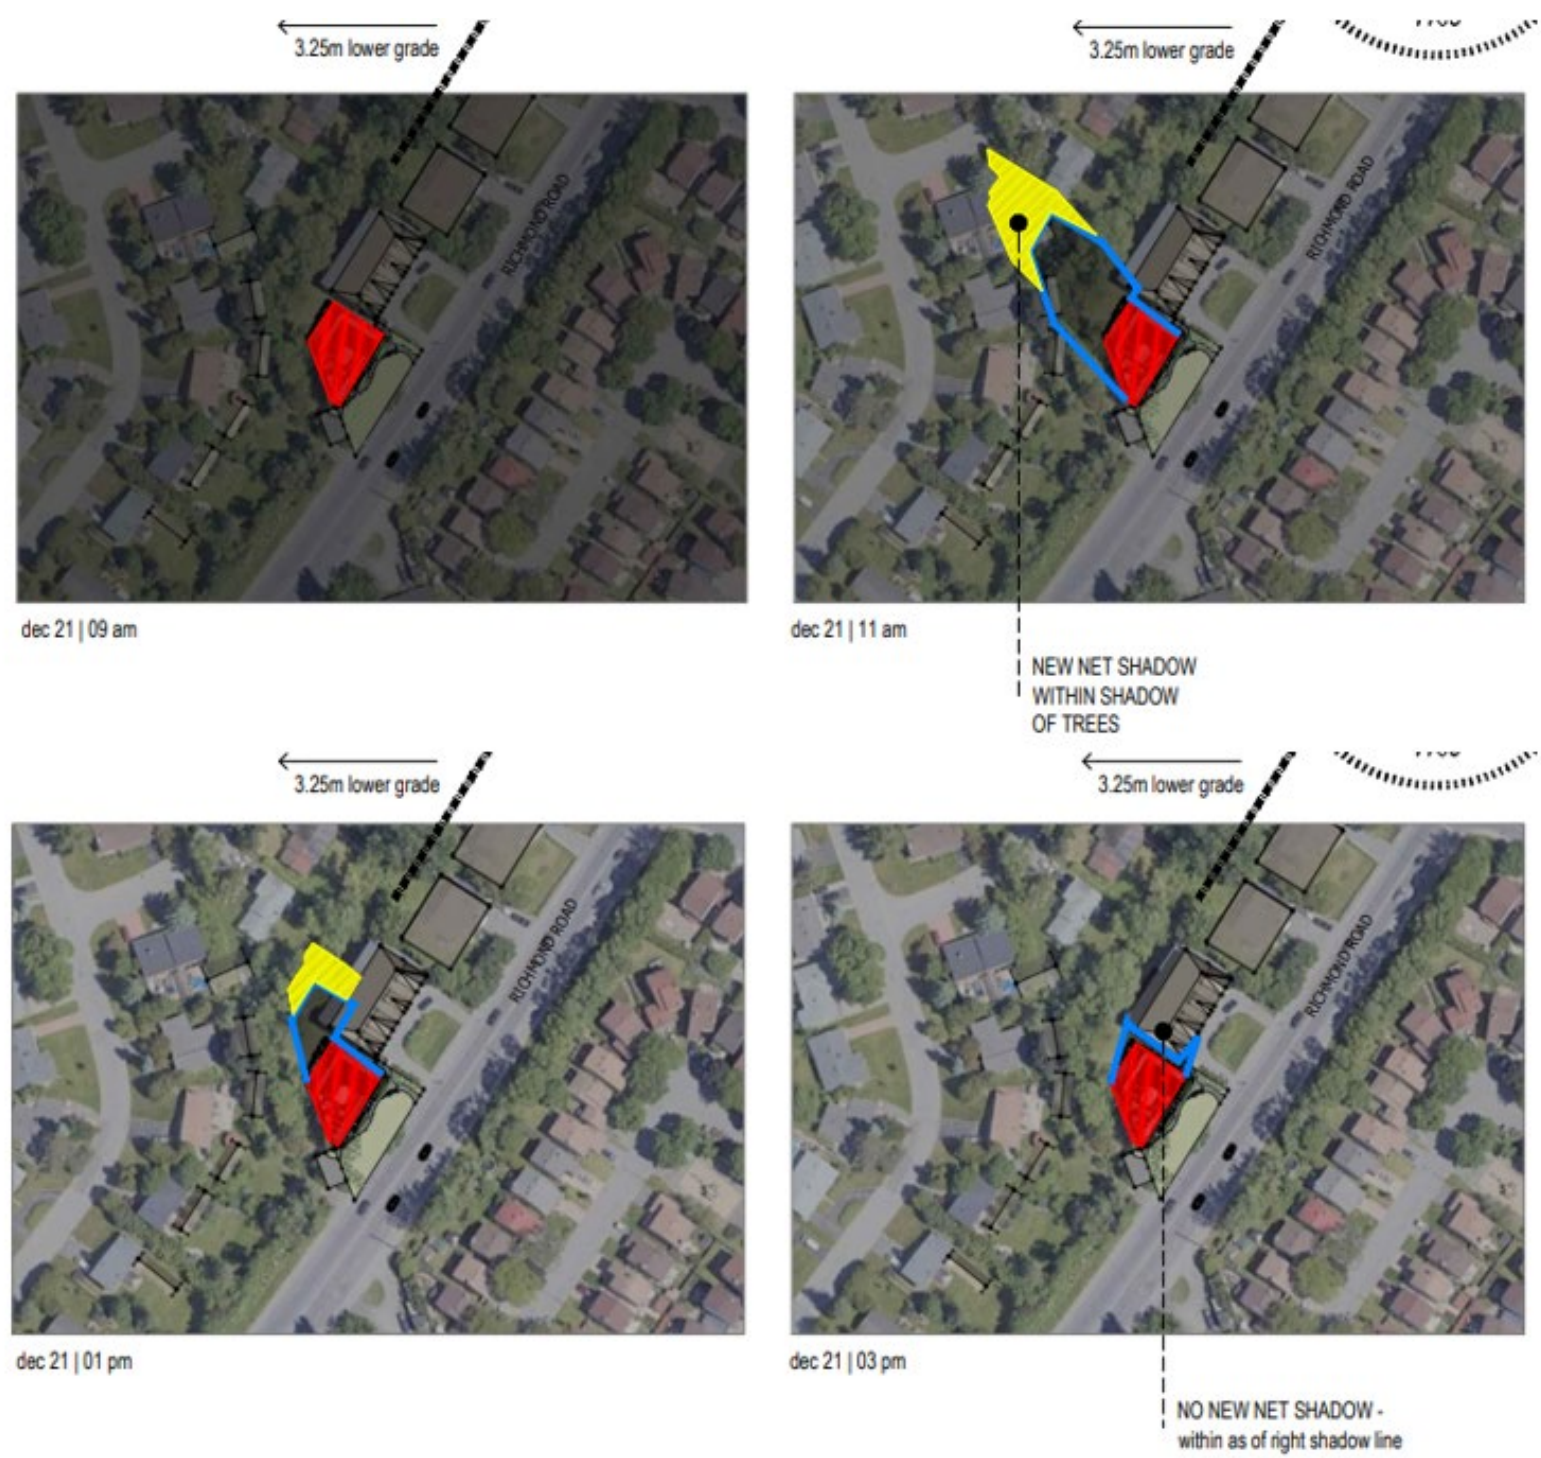 3.25m lower grade
3.25m lower grade
RICHMOND ROAD
RICHMOND ROAD
dec 21 | 09 am
dec 21 | 11 am
NEW NET SHADOW
WITHIN SHADOW
OF TREES
3.25m lower grade
3.25m lower grade
RICHMOND ROAD
RICHMOND ROAD
dec 21 | 01 pm
dec 21 | 03 pm
NO NEW NET SHADOW -
within as of right shadow line